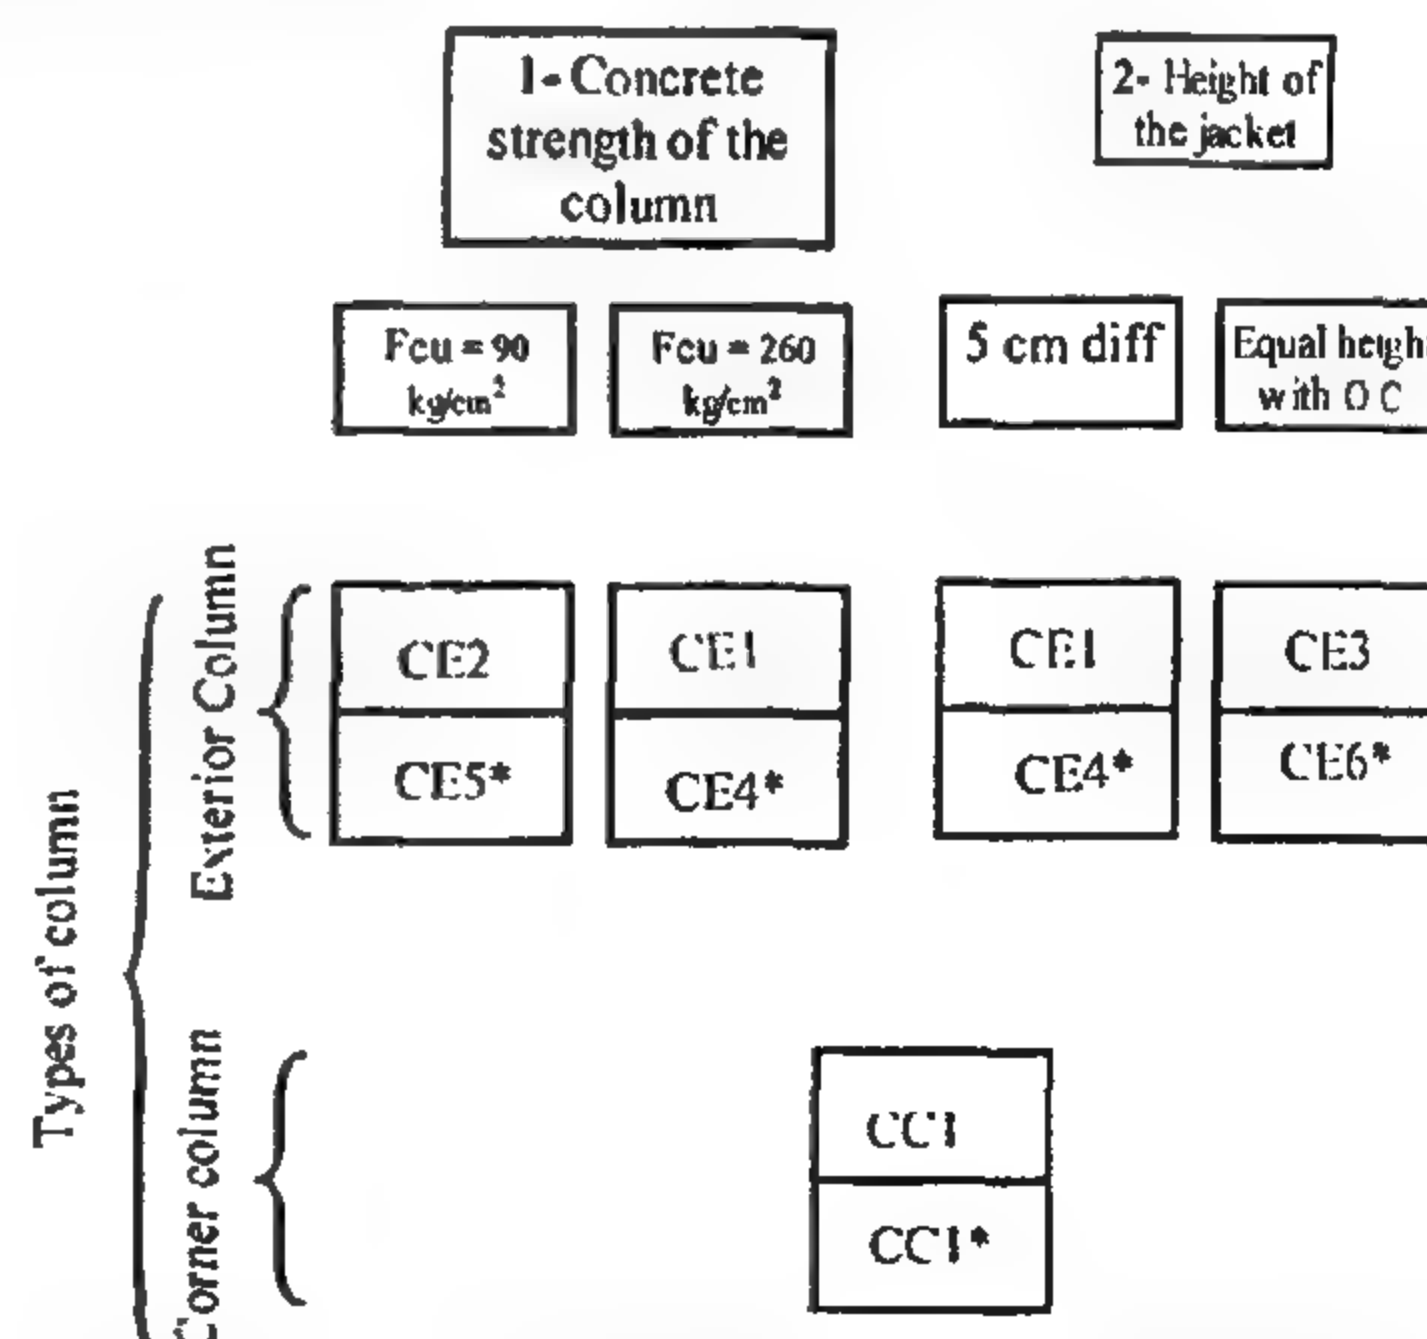 1- Concrete
strength of the
column
2- Height of
the jacket
Fcu = 90
kg/cm²
Fcu = 260
kg/cm²
5 cm diff
Equal heigh
with O C
Types of column
Exterior Column
CE2
CE5*
CE1
CE4*
CE1
CE4*
CE3
CE6*
Corner column
CC1
CC1*